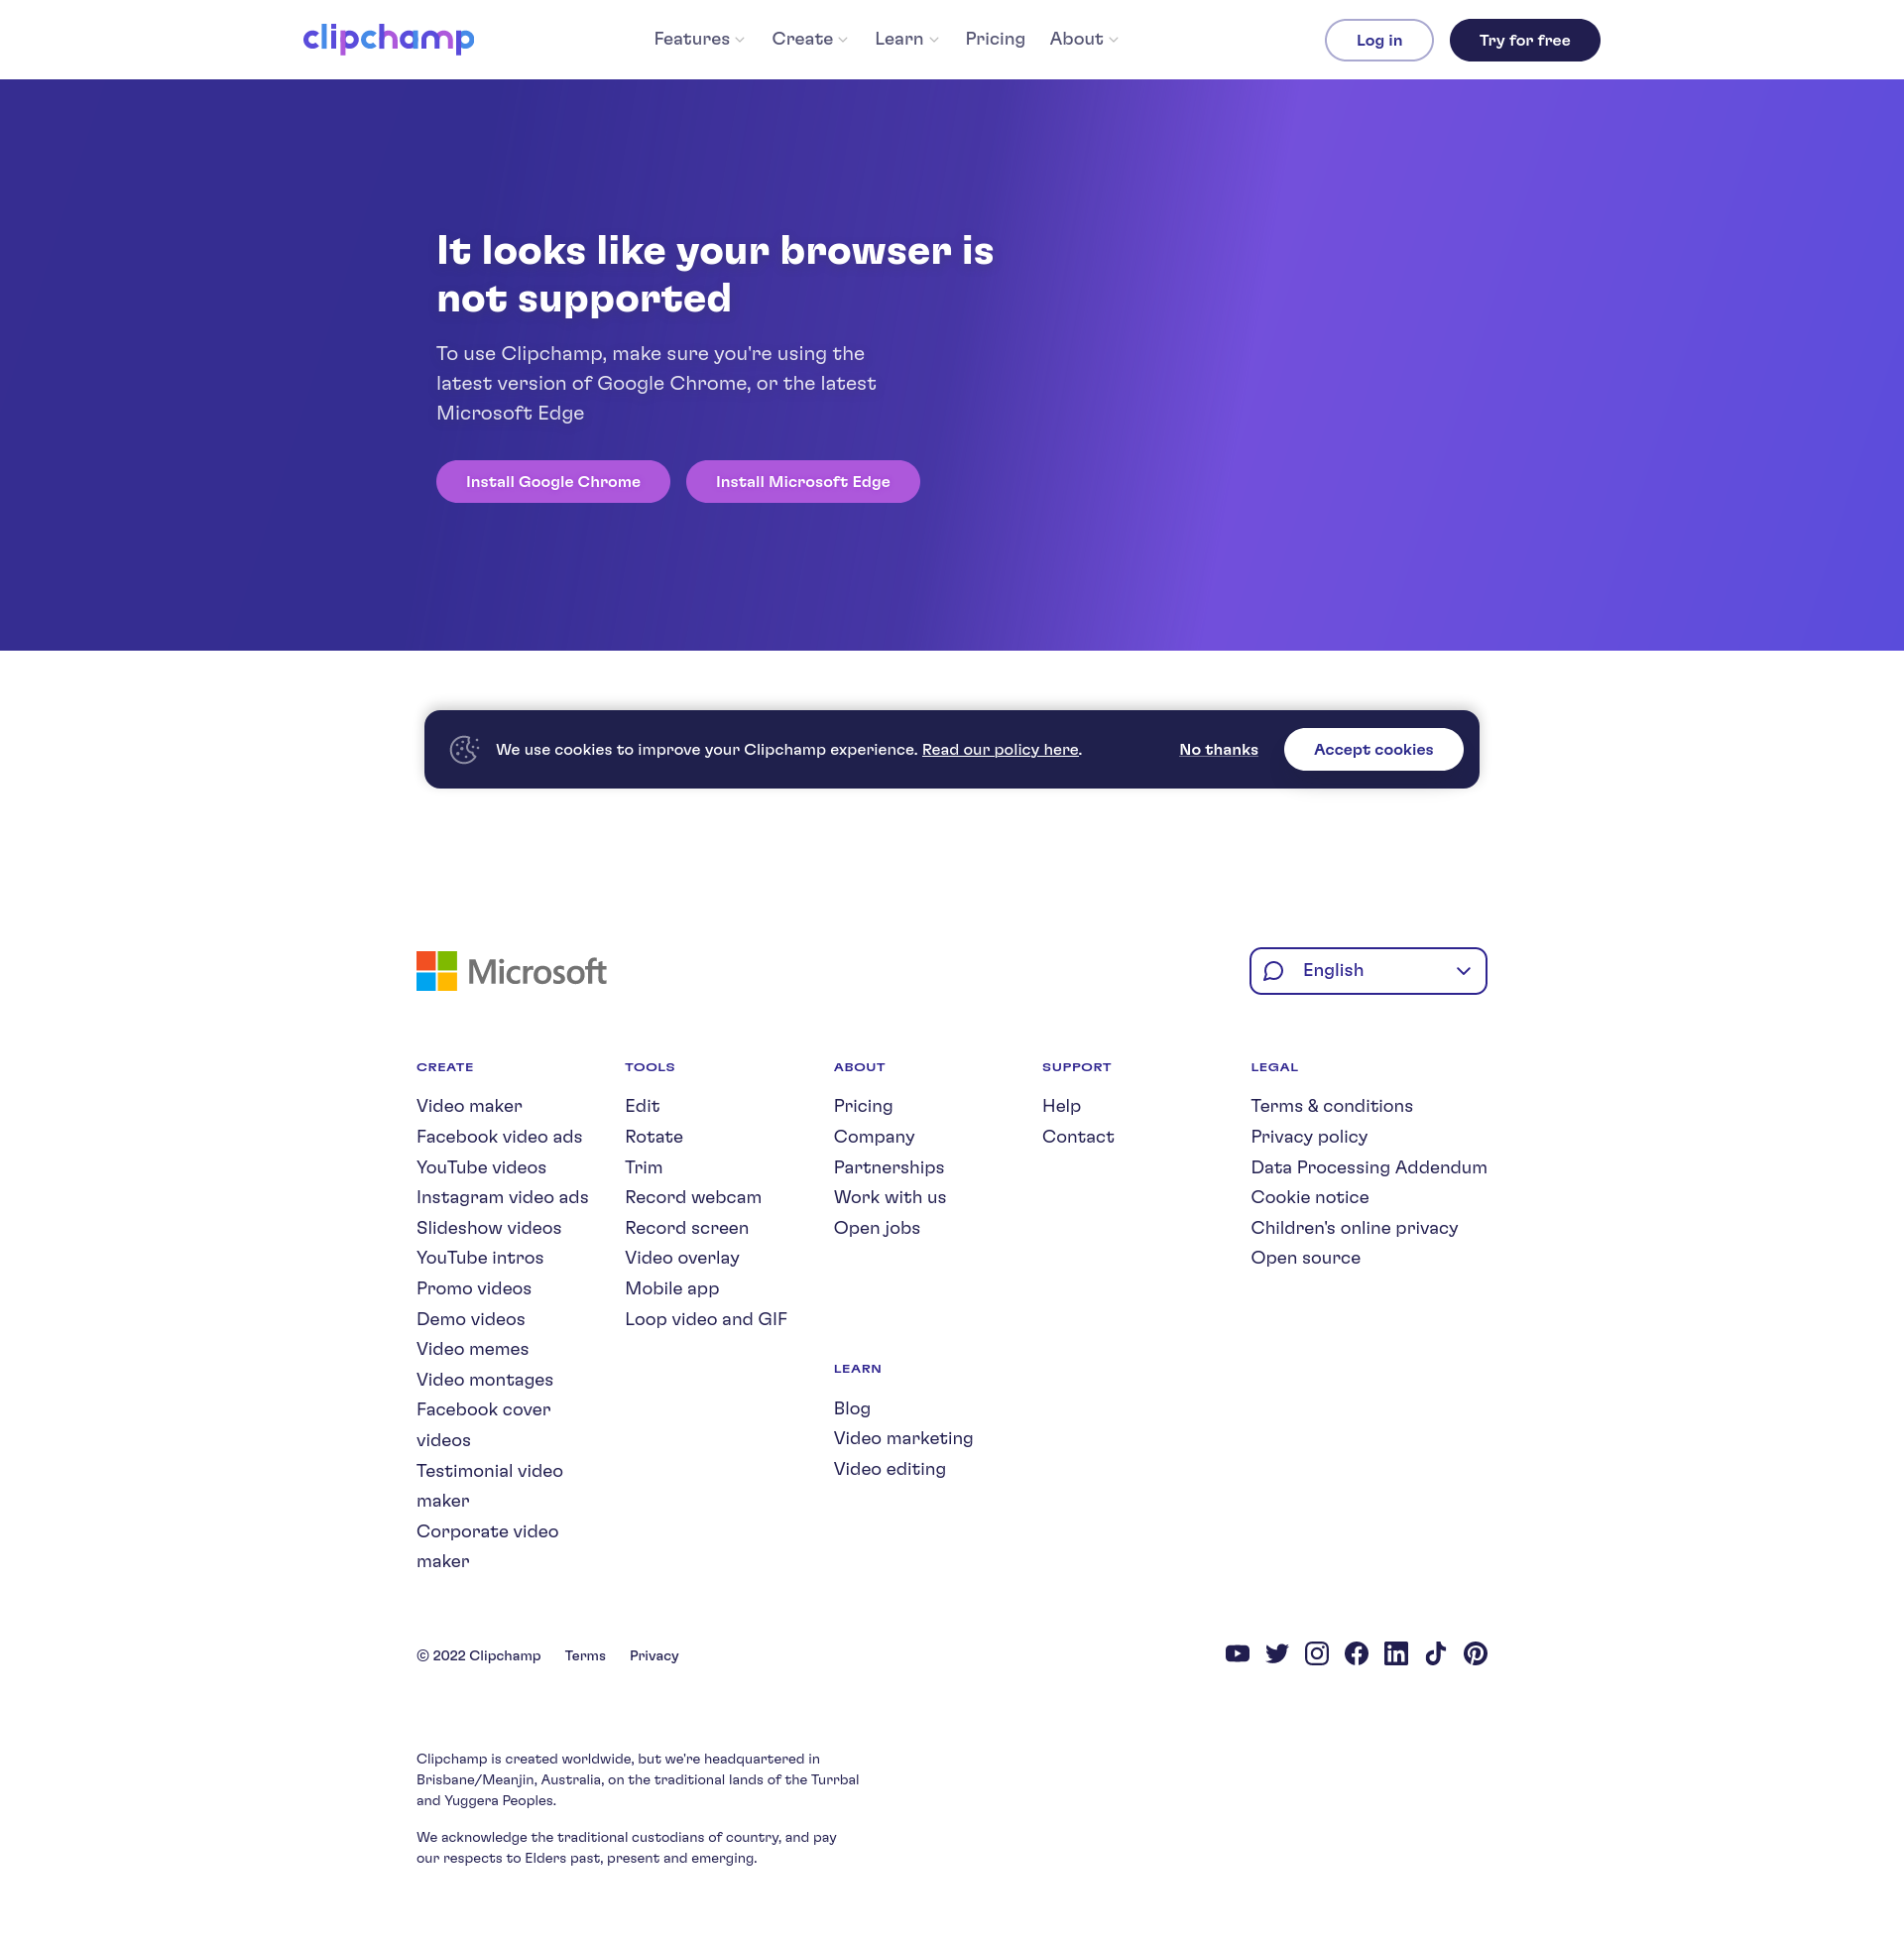 clipchamp
Features Create Learn Pricing About
Log in Try for free
It looks like your browser is
not supported
To use Clipchamp, make sure you're using the
latest version of Google Chrome, or the latest
Microsoft Edge
Install Google Chrome Install Microsoft Edge
We use cookies to improve your Clipchamp experience. Read our policy here. No thanks Accept cookies
Microsoft
English
CREATE
Video maker
Facebook video ads
YouTube videos
Instagram video ads
Slideshow videos
YouTube intros
Promo videos
Demo videos
Video memes
Video montages
Facebook cover
videos
Testimonial video
maker
Corporate video
maker
TOOLS
Edit
Rotate
Trim
Record webcam
Record screen
Video overlay
Mobile app
Loop video and GIF
ABOUT
Pricing
Company
Partnerships
Work with us
Open jobs
LEARN
Blog
Video marketing
Video editing
SUPPORT
Help
Contact
LEGAL
Terms & conditions
Privacy policy
Data Processing Addendum
Cookie notice
Children's online privacy
Open source
© 2022 Clipchamp Terms Privacy
Clipchamp is created worldwide, but we're headquartered in
Brisbane/Meanjin, Australia, on the traditional lands of the Turrbal
and Yuggera Peoples.
We acknowledge the traditional custodians of country, and pay
our respects to Elders past, present and emerging.